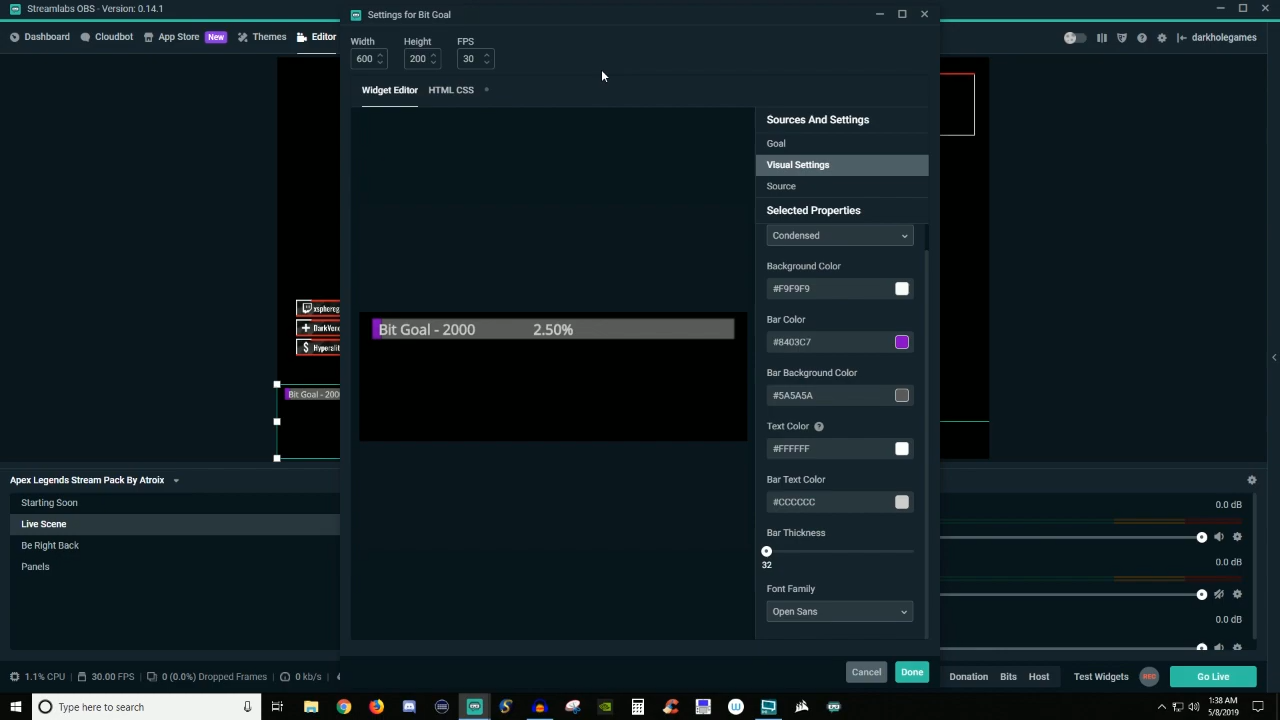 Streamlabs OBS - Version: 0.14.1
Dashboard
Cloudbot
App Store
New
Themes
Editor
darkholegames
Settings for Bit Goal
Width
Height
FPS
600
200
30
Widget Editor
HTML CSS
Sources And Settings
Goal
Visual Settings
Source
Selected Properties
Condensed
Background Color
#F9F9F9
Bar Color
#8403C7
Bar Background Color
#5A5A5A
Text Color
#FFFFFF
Bar Text Color
#CCCCCC
Bar Thickness
32
Font Family
Open Sans
Bit Goal - 2000
2.50%
Bit Goal - 200
Apex Legends Stream Pack By Atroix
Starting Soon
Live Scene
Be Right Back
Panels
0.0 dB
0.0 dB
0.0 dB
Cancel
Done
1.1% CPU
30.00 FPS
0 (0.0%) Dropped Frames
0 kb/s
Donation
Bits
Host
Test Widgets
REC
Go Live
Type here to search
1:38 AM
5/8/2019